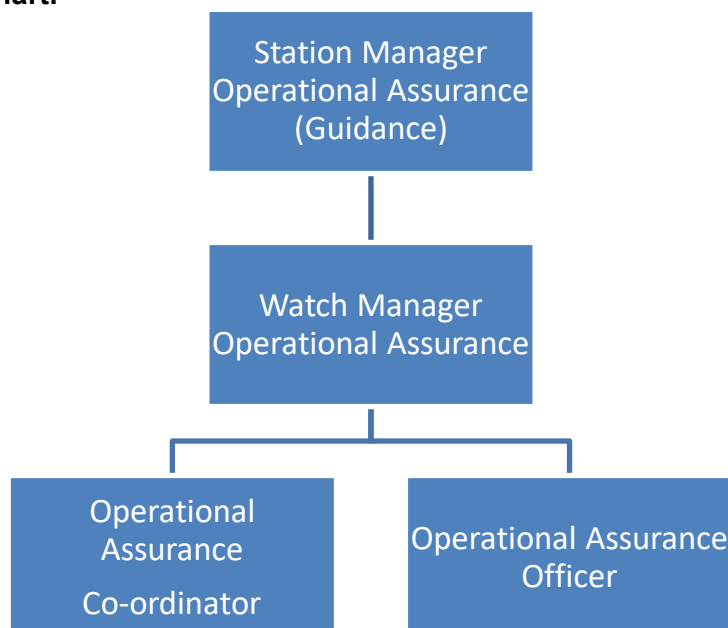 Station Manager
Operational Assurance
(Guidance)
Watch Manager
Operational Assurance
Operational
Assurance
Co-ordinator
Operational Assurance
Officer